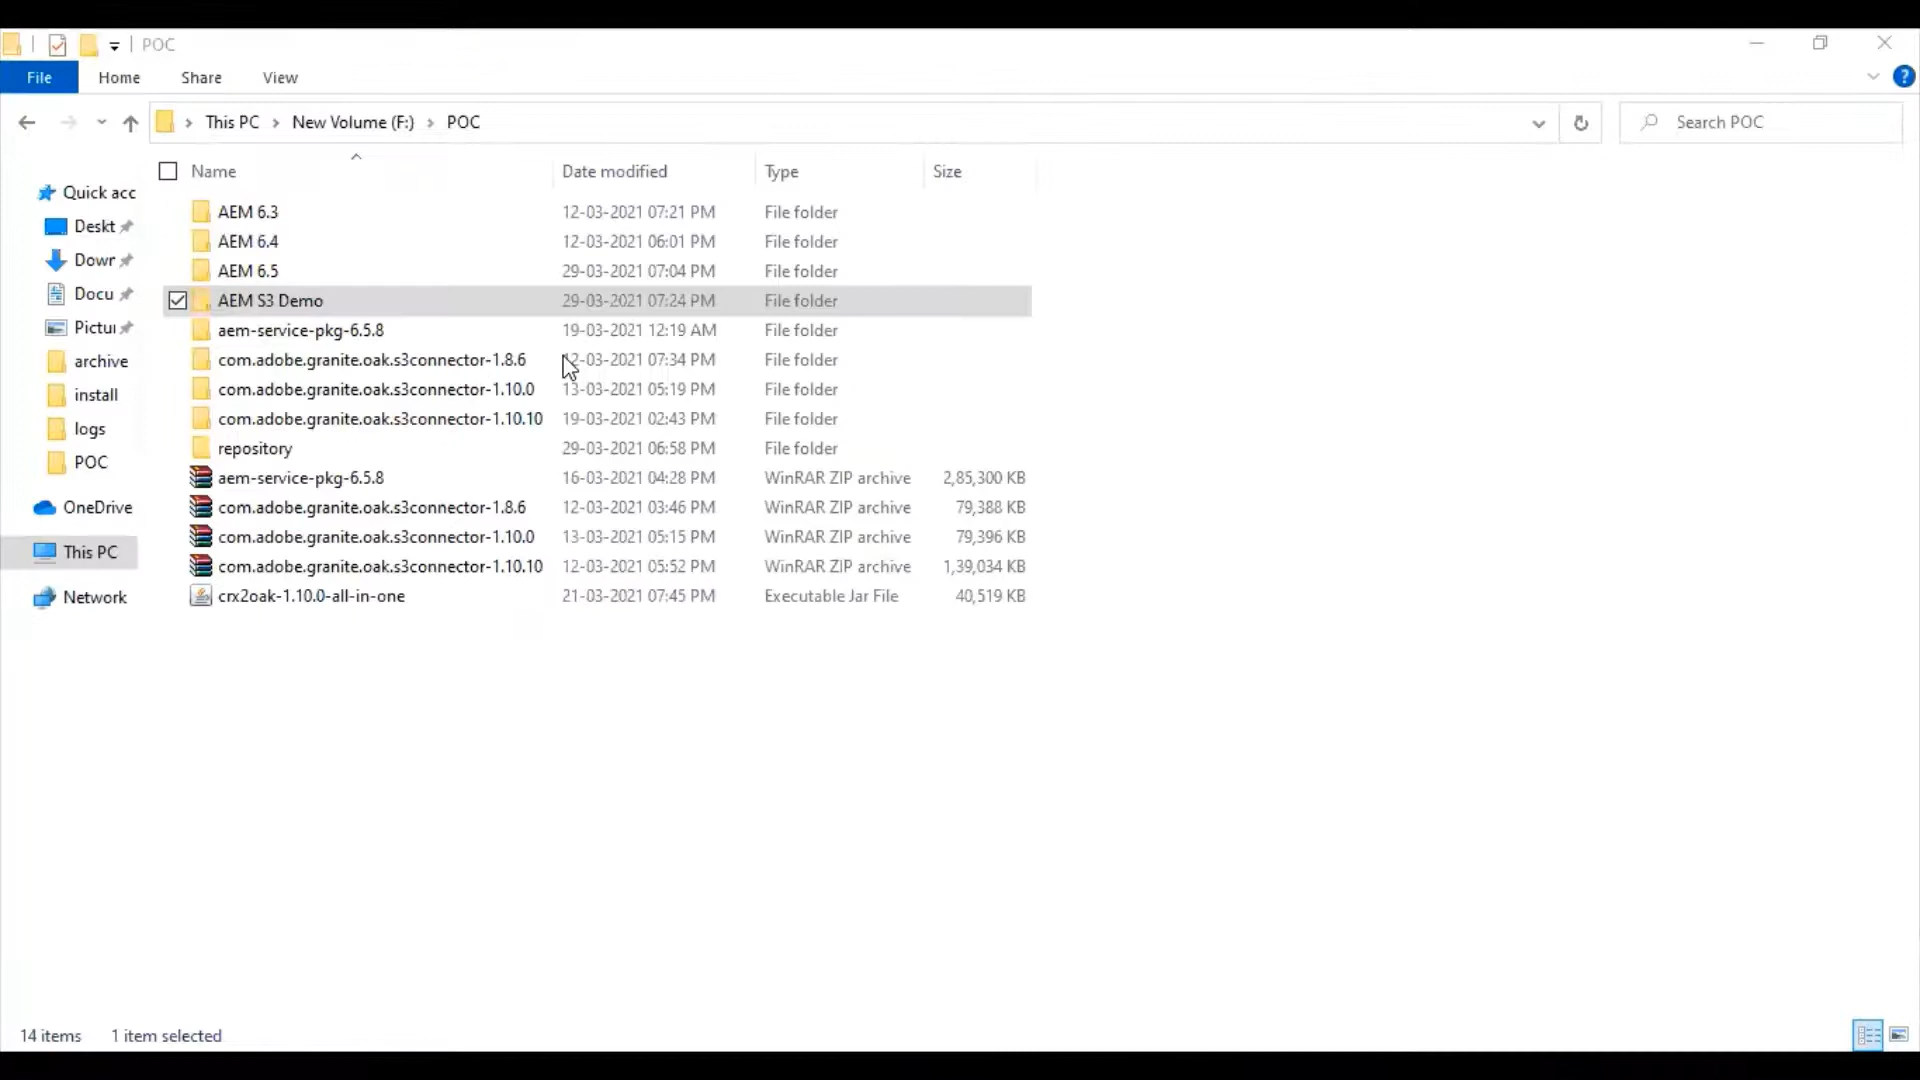 POC
File Home Share View
This PC New Volume (F:) POC
Search POC
Name Date modified Type Size
Quick acc
Deskt
Dowr
Docu
Pictu
archive
install
logs
POC
OneDrive
This PC
Network
AEM 6.3 12-03-2021 07:21 PM File folder
AEM 6.4 12-03-2021 06:01 PM File folder
AEM 6.5 29-03-2021 07:04 PM File folder
AEM S3 Demo 29-03-2021 07:24 PM File folder
aem-service-pkg-6.5.8 19-03-2021 12:19 AM File folder
com.adobe.granite.oak.s3connector-1.8.6 12-03-2021 07:34 PM File folder
com.adobe.granite.oak.s3connector-1.10.0 13-03-2021 05:19 PM File folder
com.adobe.granite.oak.s3connector-1.10.10 19-03-2021 02:43 PM File folder
repository 29-03-2021 06:58 PM File folder
aem-service-pkg-6.5.8 16-03-2021 04:28 PM WinRAR ZIP archive 2,85,300 KB
com.adobe.granite.oak.s3connector-1.8.6 12-03-2021 03:46 PM WinRAR ZIP archive 79,388 KB
com.adobe.granite.oak.s3connector-1.10.0 13-03-2021 05:15 PM WinRAR ZIP archive 79,396 KB
com.adobe.granite.oak.s3connector-1.10.10 12-03-2021 05:52 PM WinRAR ZIP archive 1,39,034 KB
crx2oak-1.10.0-all-in-one 21-03-2021 07:45 PM Executable Jar File 40,519 KB
14 items 1 item selected